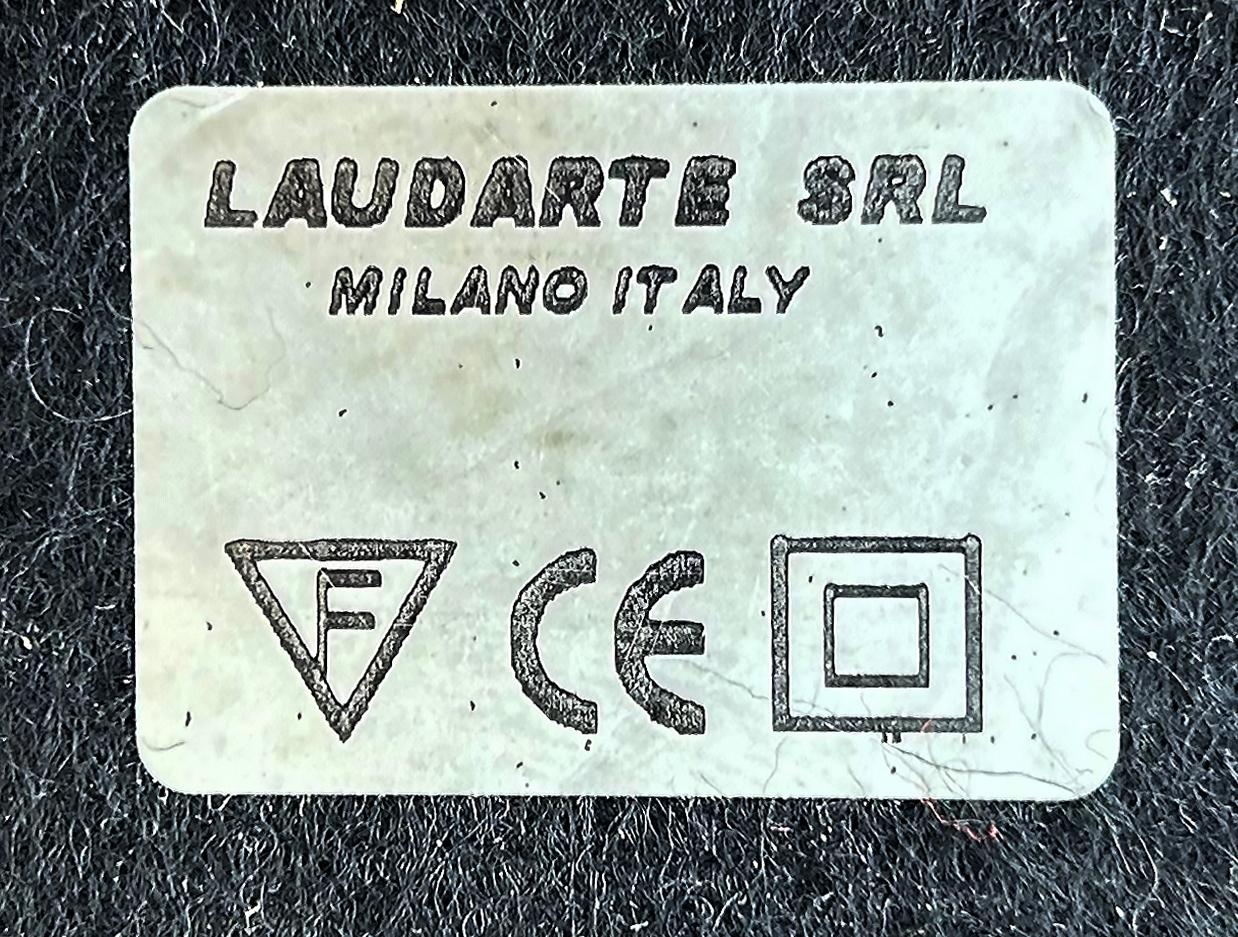 LAUDARTE SRL
MILANO ITALY
F CE